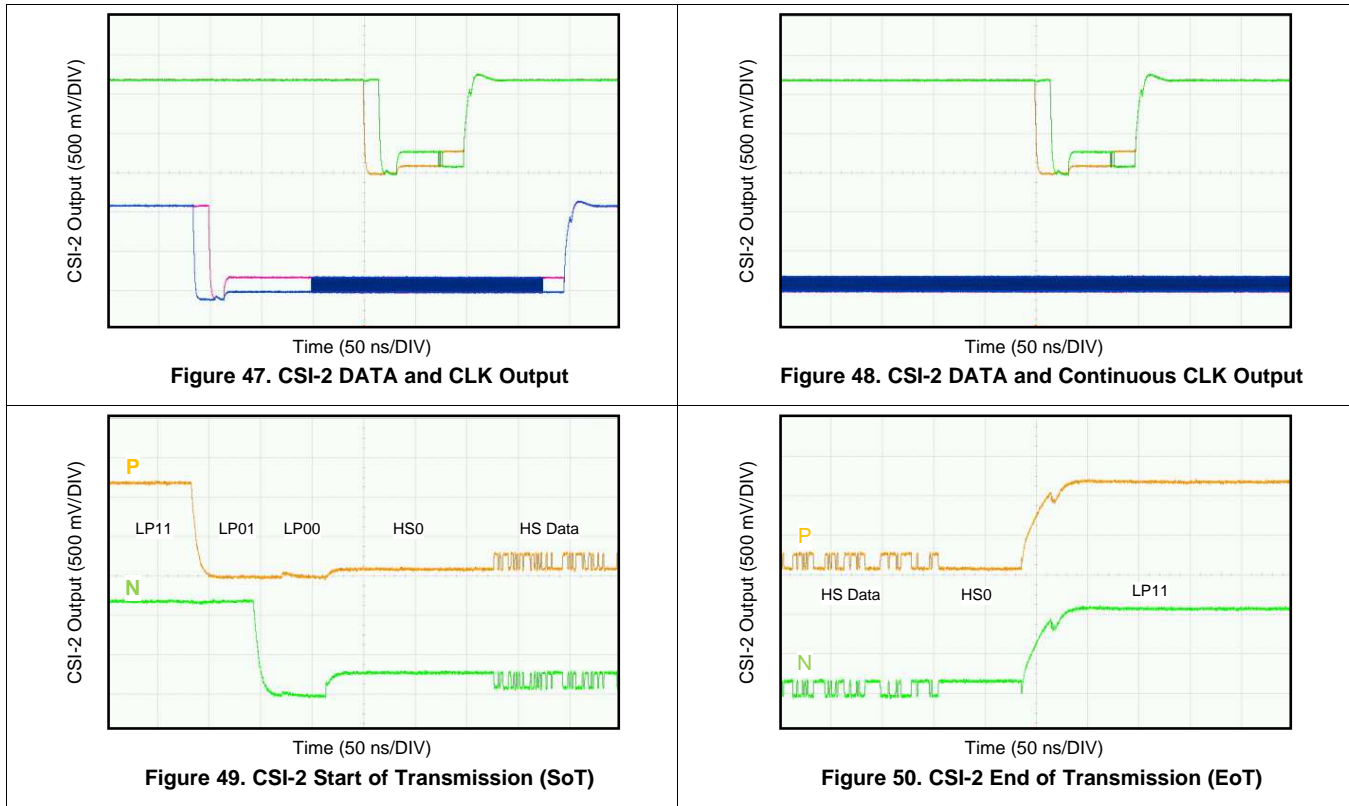 CSI-2 Output (500 mV/DIV)
Time (50 ns/DIV)
Figure 47. CSI-2 DATA and CLK Output
CSI-2 Output (500 mV/DIV)
Time (50 ns/DIV)
Figure 48. CSI-2 DATA and Continuous CLK Output
CSI-2 Output (500 mV/DIV)
P
LP11 LP01 LP00 HS0 HS Data
N
Time (50 ns/DIV)
Figure 49. CSI-2 Start of Transmission (SoT)
CSI-2 Output (500 mV/DIV)
P
HS Data HS0 LP11
N
Time (50 ns/DIV)
Figure 50. CSI-2 End of Transmission (EoT)